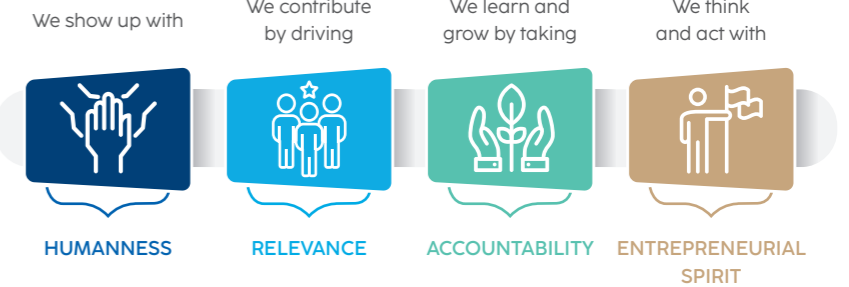 We show up with
We contribute
by driving
We learn and
grow by taking
We think
and act with
HUMANNESS
RELEVANCE
ACCOUNTABILITY
ENTREPRENEURIAL
SPIRIT